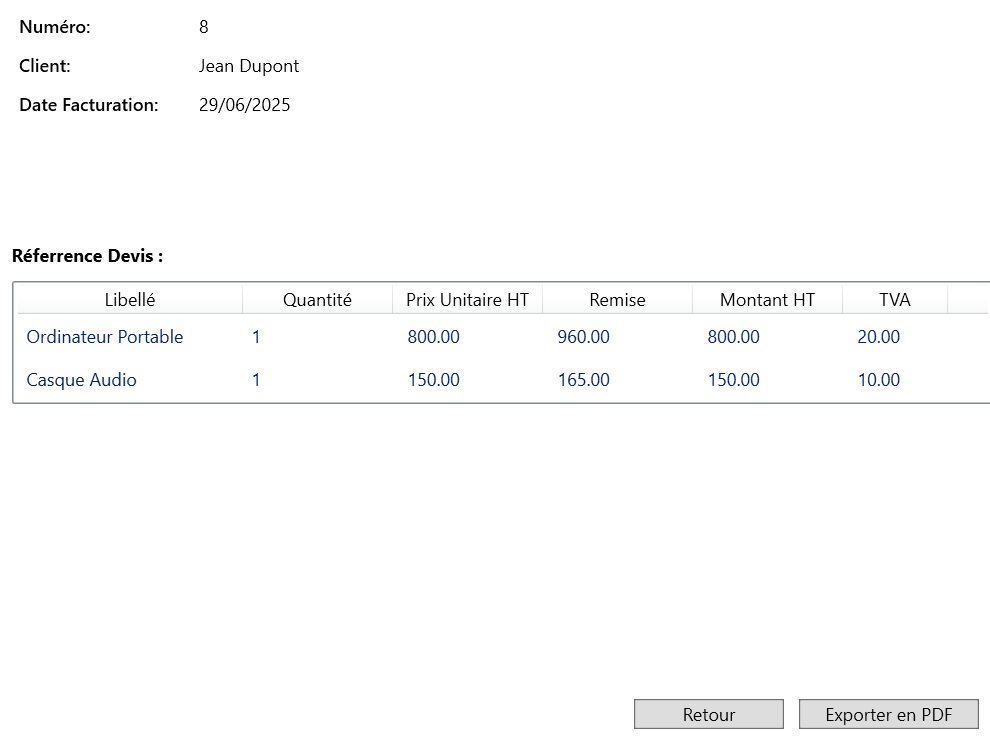 Numéro: 8
Client: Jean Dupont
Date Facturation: 29/06/2025
Réferrence Devis :
Libellé Quantité Prix Unitaire HT Remise Montant HT TVA
Ordinateur Portable 1 800.00 960.00 800.00 20.00
Casque Audio 1 150.00 165.00 150.00 10.00
Retour Exporter en PDF